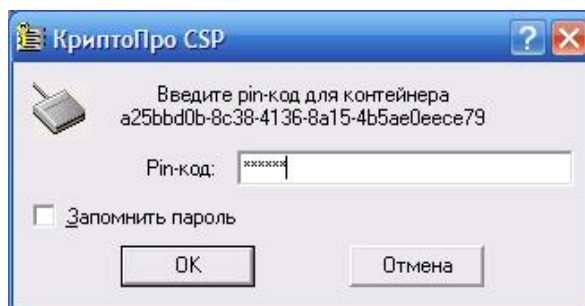 КриптоПро CSP
Введите pin-код для контейнера
a25bbd0b-8c38-4136-8a15-4b5ae0eece79
Pin-код: ******
Запомнить пароль
OK Отмена